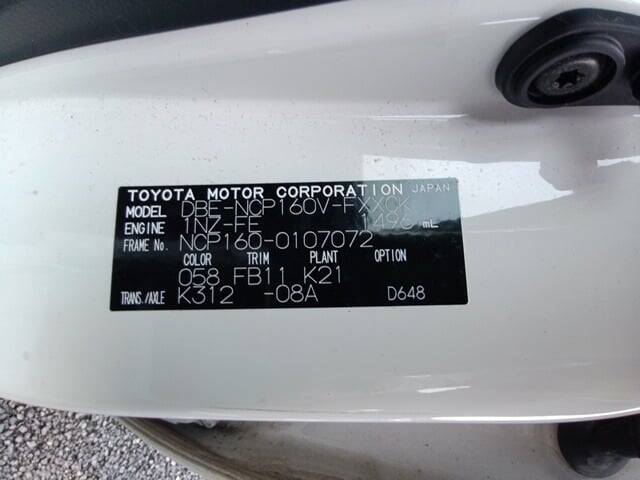 TOYOTA MOTOR CORPORATION JAPAN
MODEL DBE-NCP160V-FXXCK
ENGINE 1NZ-FE 1496 mL
FRAME No. NCP160-0107072
COLOR TRIM PLANT OPTION
058 FB11 K21
TRANS./AXLE K312 -08A D648